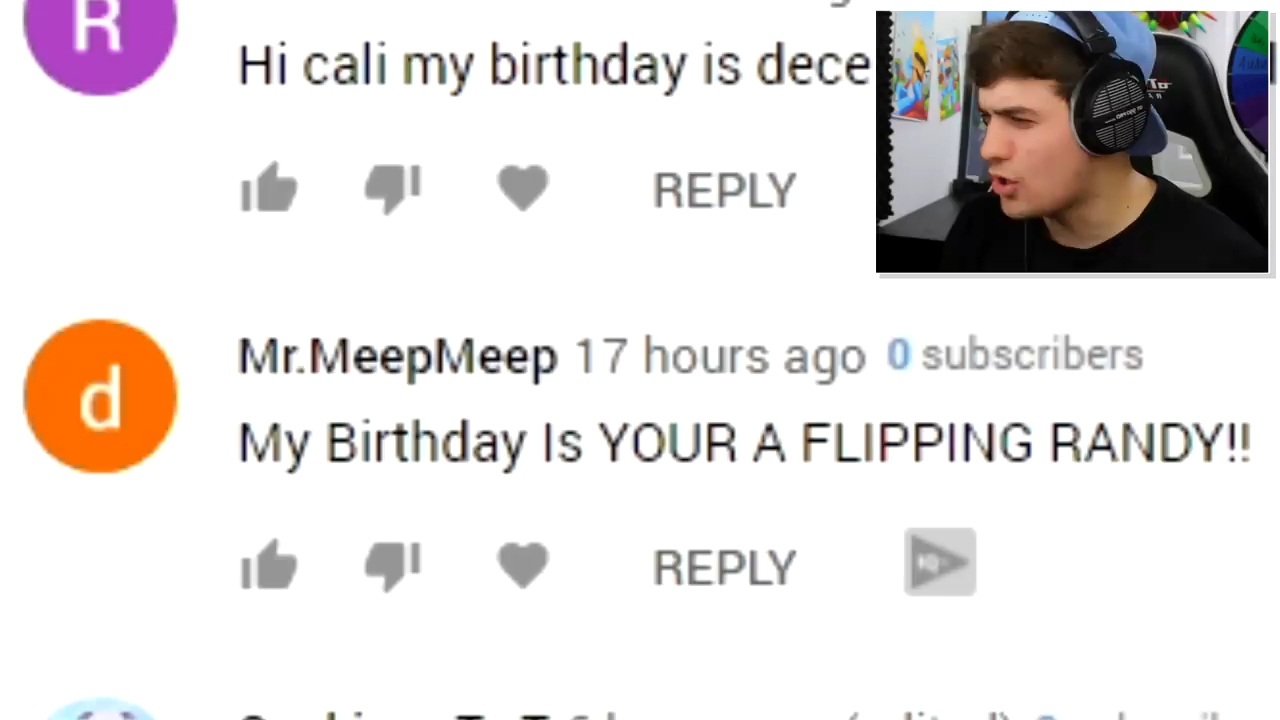 R
Hi cali my birthday is dece
REPLY
d
Mr.MeepMeep 17 hours ago 0 subscribers
My Birthday Is YOUR A FLIPPING RANDY!!
REPLY